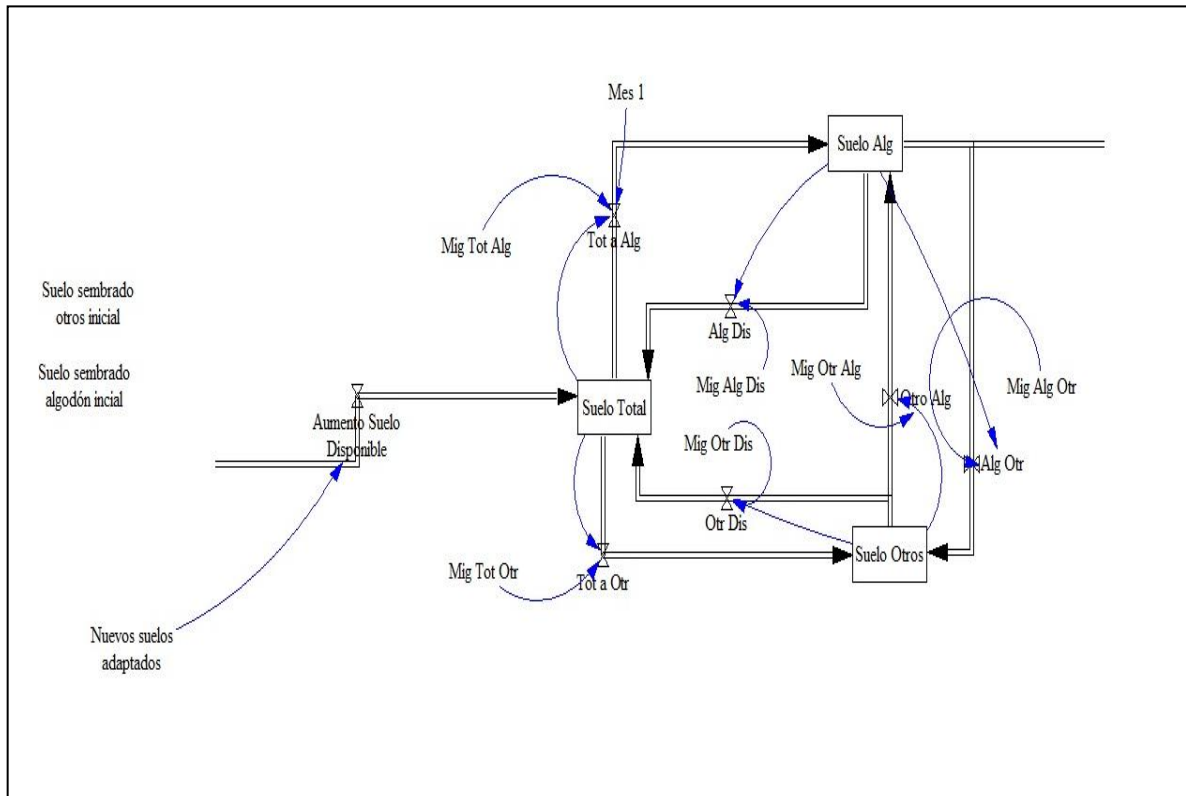 Mes 1
Suelo Alg
Mig Tot Alg
Tot a Alg
Suelo sembrado
otros inicial
Alg Dis
Suelo sembrado
algodón incial
Mig Alg Dis
Mig Otr Alg
Mig Alg Otr
Otro Alg
Suelo Total
Aumento Suelo
Disponible
Mig Otr Dis
Alg Otr
Otr Dis
Suelo Otros
Mig Tot Otr
Tot a Otr
Nuevos suelos
adaptados